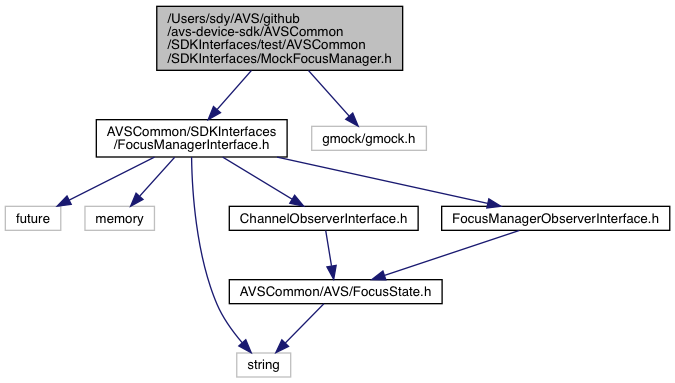 /Users/sdy/AVS/github
/avs-device-sdk/AVSCommon
/SDKInterfaces/test/AVSCommon
/SDKInterfaces/MockFocusManager.h
AVSCommon/SDKInterfaces
/FocusManagerInterface.h
gmock/gmock.h
future
memory
ChannelObserverInterface.h
FocusManagerObserverInterface.h
AVSCommon/AVS/FocusState.h
string